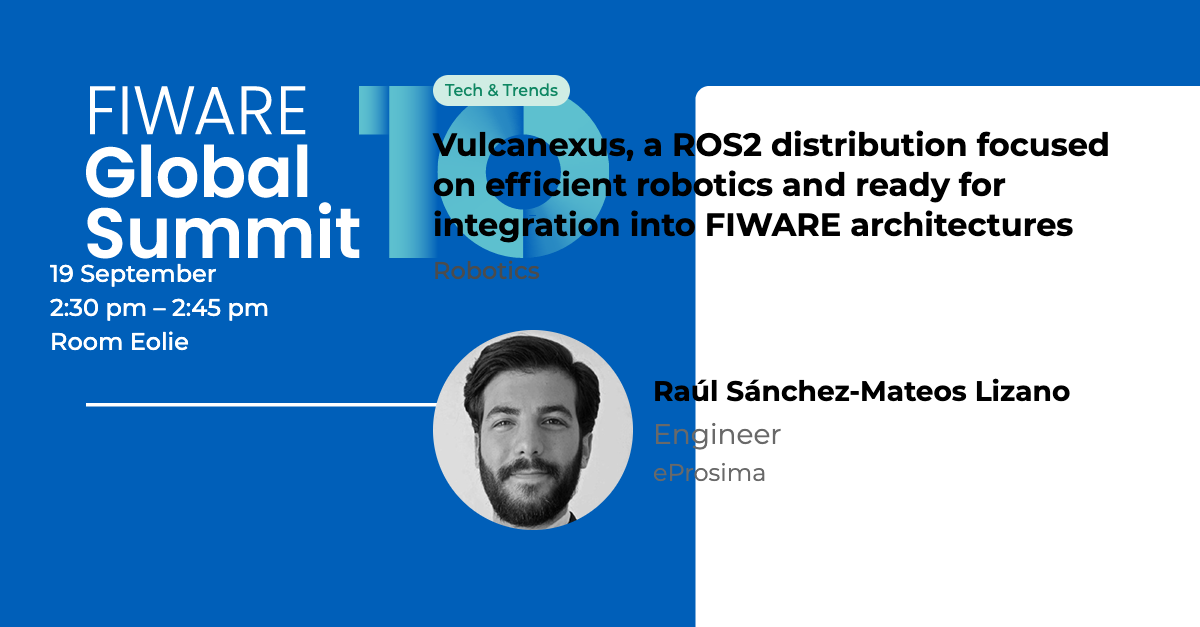 FIWARE
Global
Summit
10
19 September
2:30 pm – 2:45 pm
Room Eolie
Tech & Trends
Vulcanexus, a ROS2 distribution focused
on efficient robotics and ready for
integration into FIWARE architectures
Robotics
Raúl Sánchez-Mateos Lizano
Engineer
eProsima